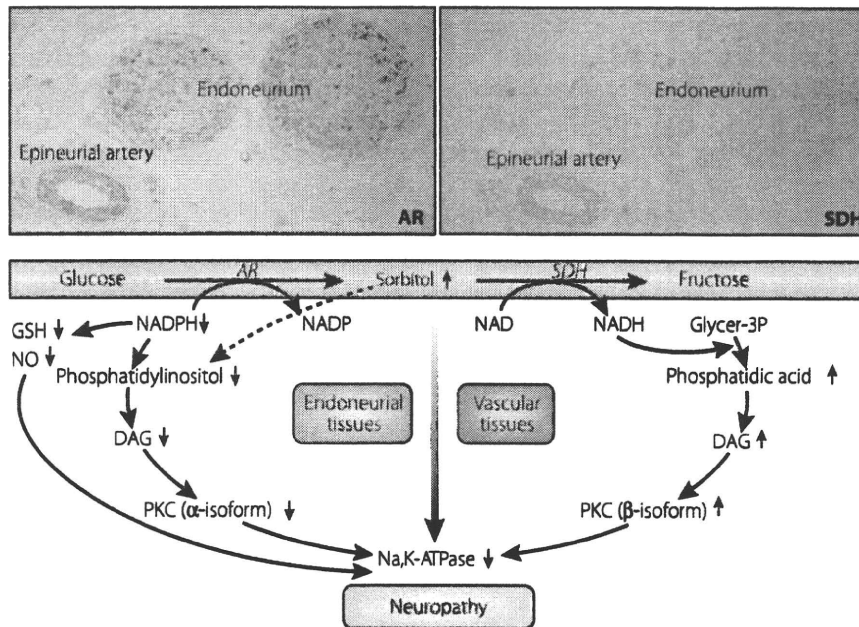 Endoneurium
Epineurial artery
AR
Endoneurium
Epineurial artery
SDH
Glucose AR Sorbitol ↑ SDH Fructose
GSH ↓ NADPH ↓ NADP NAD NADH Glycer-3P
NO ↓
Phosphatidylinositol ↓ Phosphatidic acid ↑
Endoneurial tissues
Vascular tissues
DAG ↓ DAG ↑
PKC (α-isoform) ↓ PKC (β-isoform) ↑
Na,K-ATPase ↓
Neuropathy